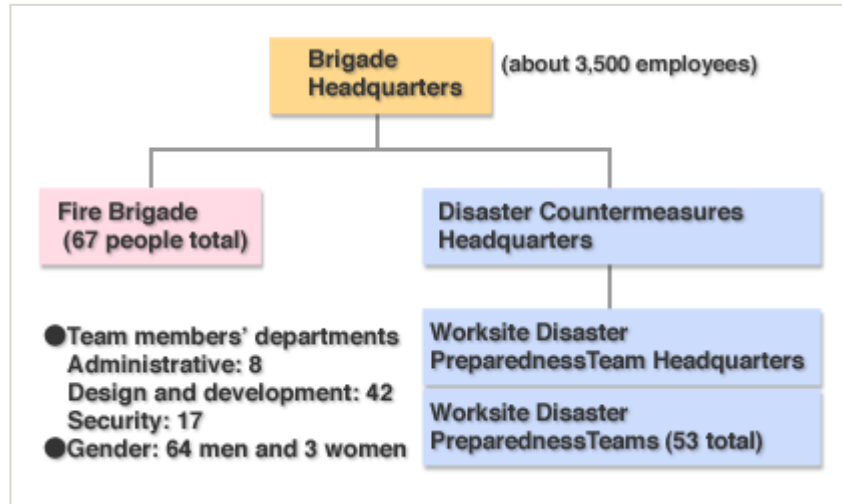 Brigade
Headquarters
(about 3,500 employees)
Fire Brigade
(67 people total)
Disaster Countermeasures
Headquarters
●Team members’ departments
Administrative: 8
Design and development: 42
Security: 17
●Gender: 64 men and 3 women
Worksite Disaster
PreparednessTeam Headquarters
Worksite Disaster
PreparednessTeams (53 total)